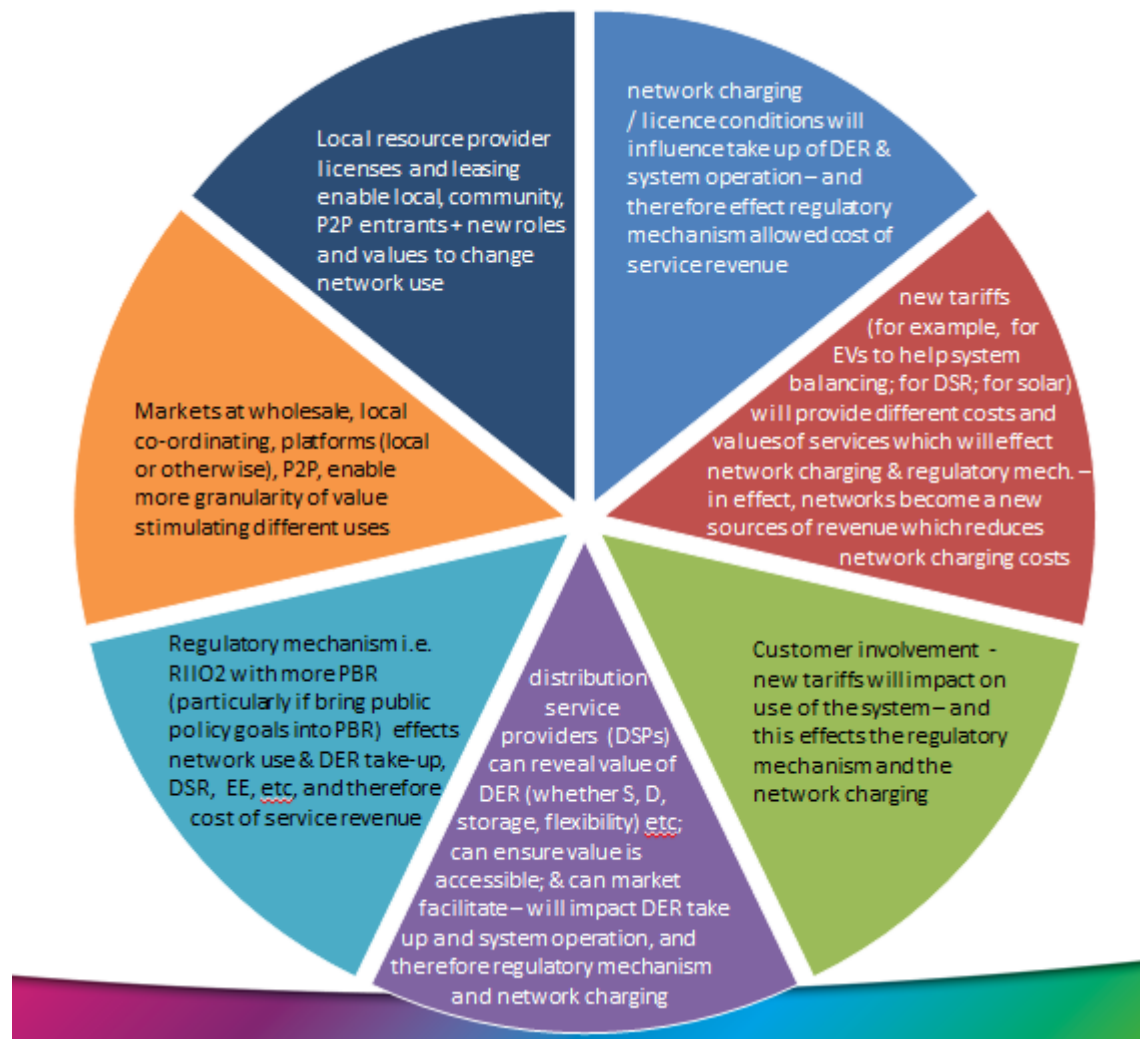 network charging
/ licence conditions will
influence take up of DER &
system operation – and
therefore effect regulatory
mechanism allowed cost of
service revenue
new tariffs
(for example, for
EVs to help system
balancing; for DSR; for solar)
will provide different costs and
values of services which will effect
network charging & regulatory mech. –
in effect, networks become a new
sources of revenue which reduces
network charging costs
Customer involvement -
new tariffs will impact on
use of the system – and
this effects the regulatory
mechanism and the
network charging
distribution
service
providers (DSPs)
can reveal value of
DER (whether S, D,
storage, flexibility) etc;
can ensure value is
accessible; & can market
facilitate – will impact DER take
up and system operation, and
therefore regulatory mechanism
and network charging
Regulatory mechanism i.e.
RIIO2 with more PBR
(particularly if bring public
policy goals into PBR) effects
network use & DER take-up,
DSR, EE, etc, and therefore
cost of service revenue
Markets at wholesale, local
co-ordinating, platforms (local
or otherwise), P2P, enable
more granularity of value
stimulating different uses
Local resource provider
licenses and leasing
enable local, community,
P2P entrants + new roles
and values to change
network use